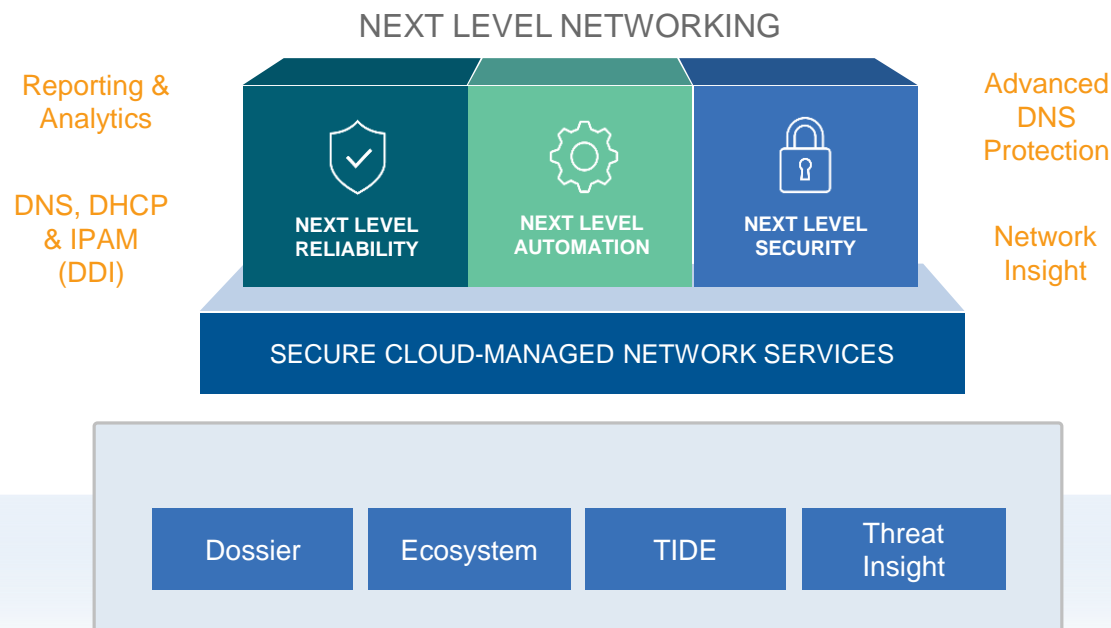 NEXT LEVEL NETWORKING
Reporting &
Analytics
DNS, DHCP
& IPAM
(DDI)
NEXT LEVEL
RELIABILITY
NEXT LEVEL
AUTOMATION
NEXT LEVEL
SECURITY
Advanced
DNS
Protection
Network
Insight
SECURE CLOUD-MANAGED NETWORK SERVICES
Dossier
Ecosystem
TIDE
Threat
Insight